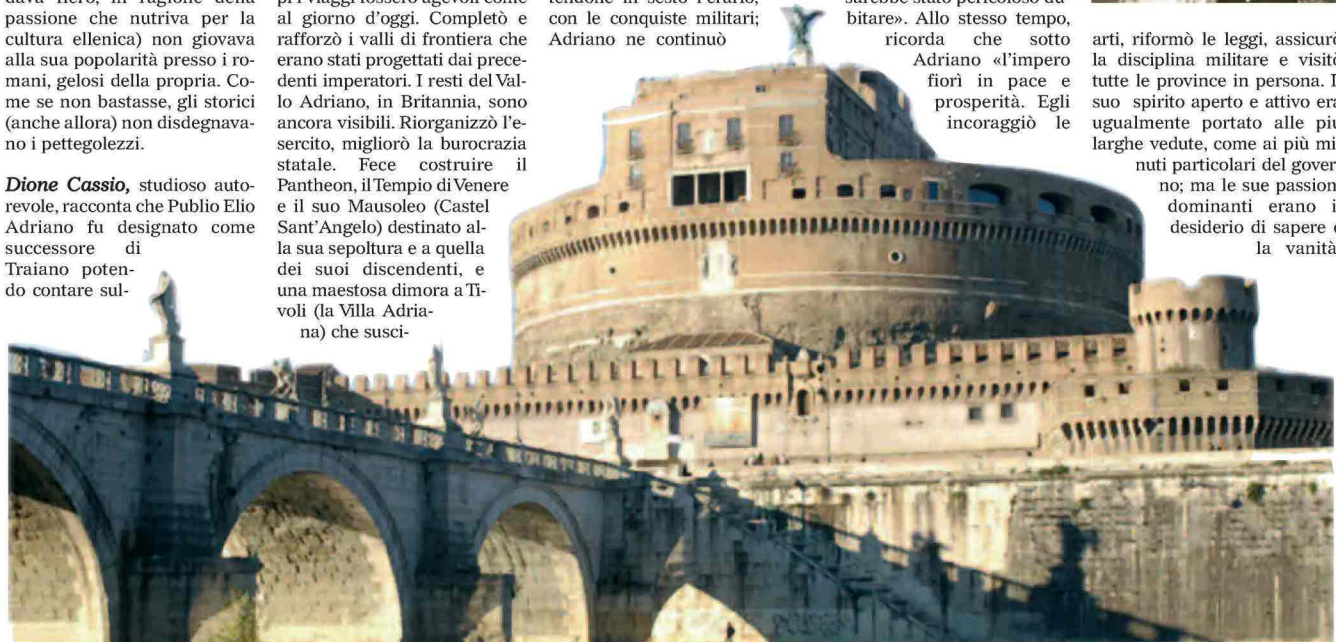 passione che nutriva per la
cultura ellenica) non giovava
alla sua popolarità presso i ro-
mani, gelosi della propria. Co-
me se non bastasse, gli storici
(anche allora) non disdegnava-
no i pettegolezzi.
Dione Cassio, studioso auto-
revole, racconta che Publio Elio
Adriano fu designato come
successore di
Traiano poten-
do contare sul-
al giorno d'oggi. Completò e
rafforzò i valli di frontiera che
erano stati progettati dai prece-
denti imperatori. I resti del Val-
lo Adriano, in Britannia, sono
ancora visibili. Riorganizzò l'e-
sercito, migliorò la burocrazia
statale. Fece costruire il
Pantheon, il Tempio di Venere
e il suo Mausoleo (Castel
Sant'Angelo) destinato al-
la sua sepoltura e a quella
dei suoi discendenti, e
una maestosa dimora a Ti-
voli (la Villa Adria-
na) che susci-
con le conquiste militari;
Adriano ne continuò
bitare». Allo stesso tempo,
ricorda che sotto
Adriano «l'impero
fiorì in pace e
prosperità. Egli
incoraggiò le
arti, riformò le leggi, assicurò
la disciplina militare e visitò
tutte le province in persona.
suo spirito aperto e attivo era
ugualmente portato alle più
larghe vedute, come ai più mi
nuti particolari del gover
no; ma le sue passion
dominanti erano i
desiderio di sapere e
la vanità